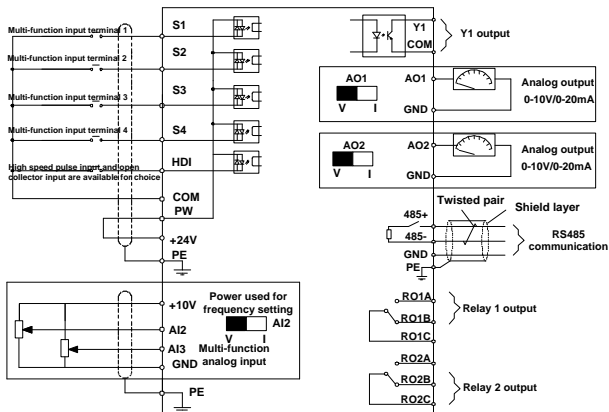 Multi-function input terminal 1
S1
Multi-function input terminal 2
S2
Multi-function input terminal 3
S3
Multi-function input terminal 4
S4
High speed pulse input and open
collector input are available for choice
HDI
COM
PW
+24V
PE
+10V
Power used for
frequency setting
AI2
V I
AI2
AI3
Multi-function
analog input
GND
PE
Y1
COM
Y1 output
AO1
V I
AO1
GND
Analog output
0-10V/0-20mA
AO2
V I
AO2
GND
Analog output
0-10V/0-20mA
Twisted pair
Shield layer
485+
485-
GND
PE
RS485
communication
RO1A
RO1B
RO1C
Relay 1 output
RO2A
RO2B
RO2C
Relay 2 output